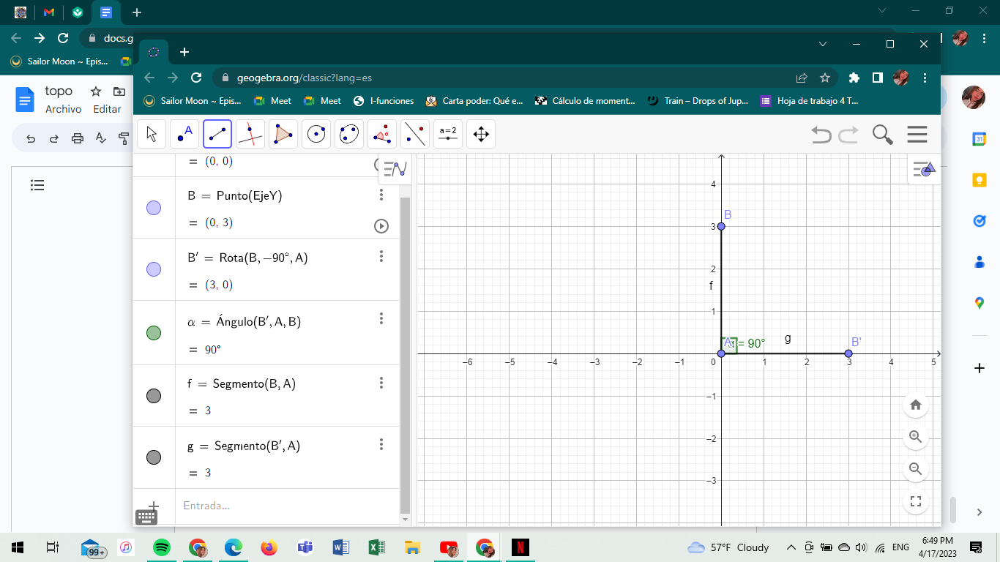 docs.g
Sailor Moon ~ Epis...
topo
Archivo Editar
geogebra.org/classic?lang=es
Sailor Moon ~ Epis... Meet Meet I-funciones Carta poder: Qué e... Cálculo de moment... Train – Drops of Jup... Hoja de trabajo 4 T...
A
a = 2
= (0, 0)
B = Punto(EjeY)
= (0, 3)
B′ = Rota(B, −90°, A)
= (3, 0)
α = Ángulo(B′, A, B)
= 90°
f = Segmento(B, A)
= 3
g = Segmento(B′, A)
= 3
Entrada...
4
B
3
2
f
1
A = 90° g B'
−6 −5 −4 −3 −2 −1 0 1 2 3 4 5
−1
−2
−3
31
99+
57°F Cloudy
ENG
6:49 PM
4/17/2023